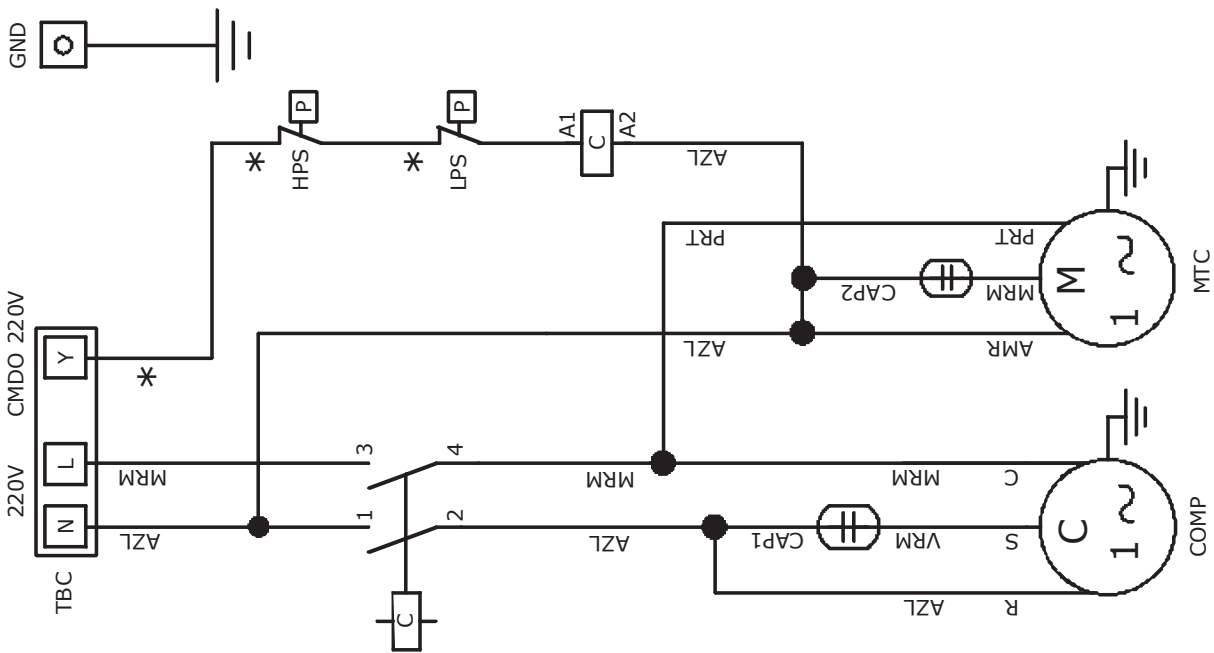 GND
CMDO 220V
220V
TBC
N
L
Y
*
AZL
MRM
*
HPS
P
*
LPS
P
A1
C
A2
AZL
1
3
2
4
C
AZL
MRM
AZL
PRT
CAP1
CAP2
VRM
MRM
AZL
MRM
AMR
PRT
R
S
C
C
1
COMP
M
1
MTC